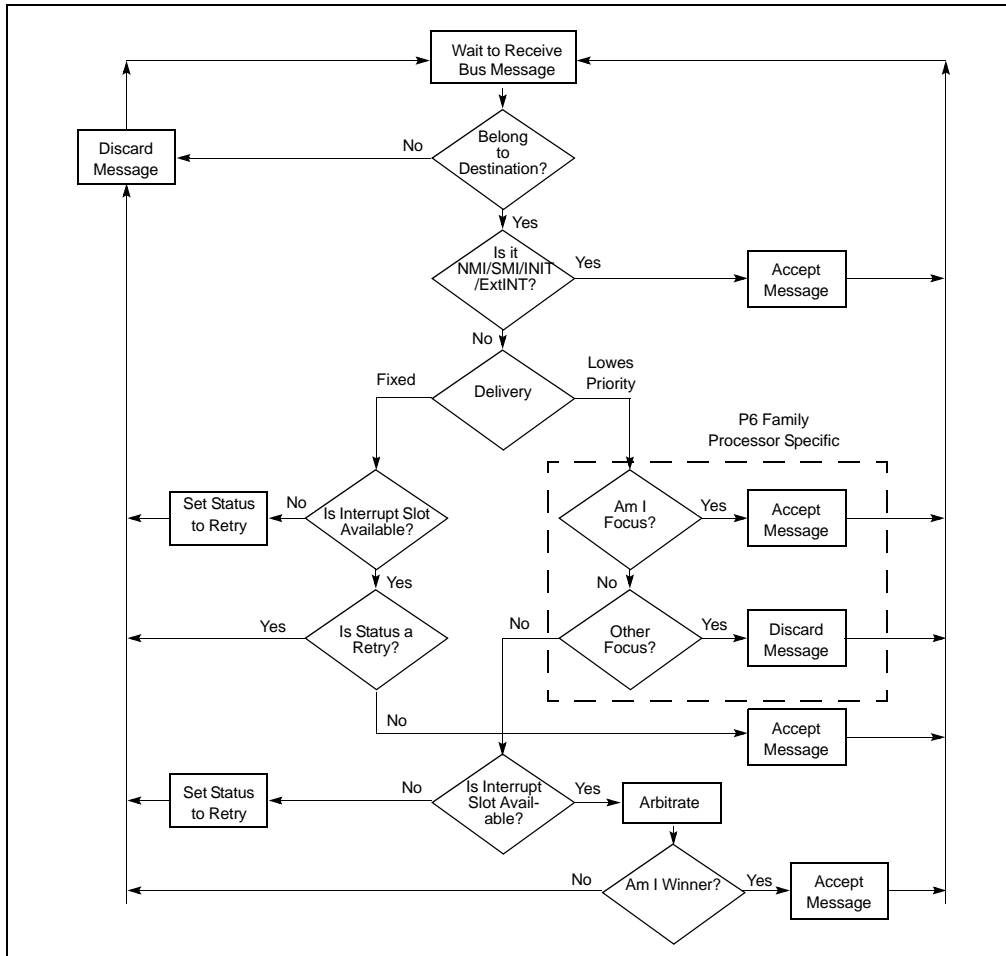 Wait to Receive
Bus Message
Discard
Message
No
Belong
to
Destination?
Yes
Is it
NMI/SMI/INIT
/ExtINT?
Yes
Accept
Message
No
Fixed
Delivery
Lowes
Priority
P6 Family
Processor Specific
Set Status
to Retry
No
Is Interrupt Slot
Available?
Am I
Focus?
Yes
Accept
Message
Yes
No
Yes
Is Status a
Retry?
No
Other
Focus?
Yes
Discard
Message
No
Accept
Message
Set Status
to Retry
No
Is Interrupt
Slot Avail-
able?
Yes
Arbitrate
No
Am I Winner?
Yes
Accept
Message